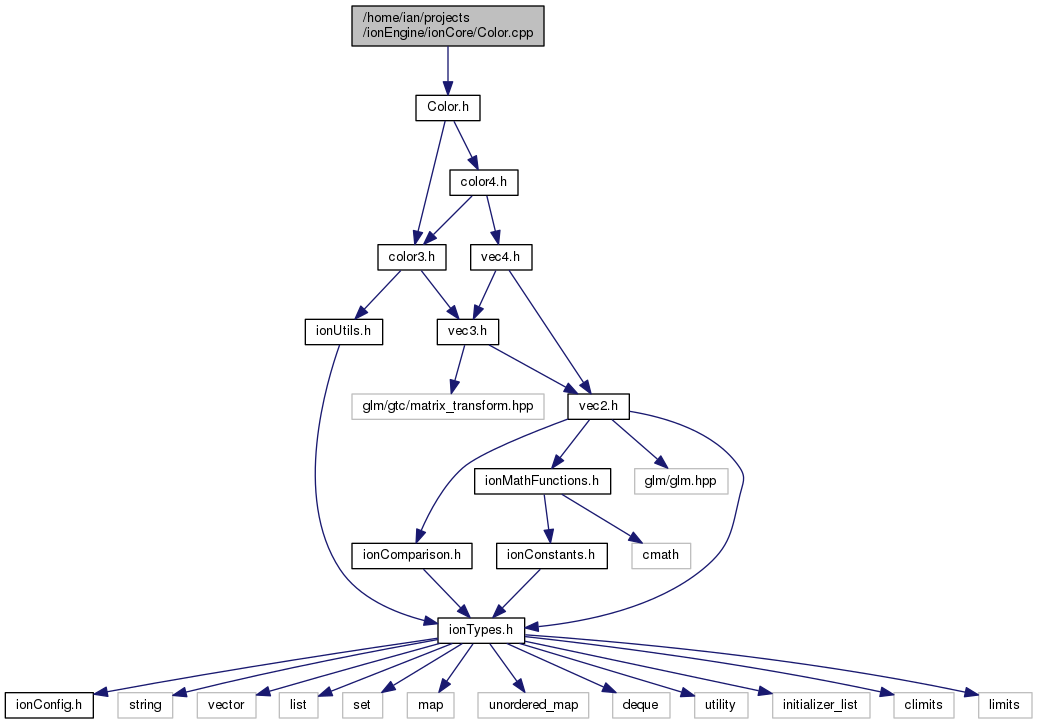 /home/ian/projects
/ionEngine/ionCore/Color.cpp
Color.h
color4.h
color3.h
vec4.h
ionUtils.h
vec3.h
glm/gtc/matrix_transform.hpp
vec2.h
ionMathFunctions.h
glm/glm.hpp
ionComparison.h
ionConstants.h
cmath
ionTypes.h
ionConfig.h
string
vector
list
set
map
unordered_map
deque
utility
initializer_list
climits
limits